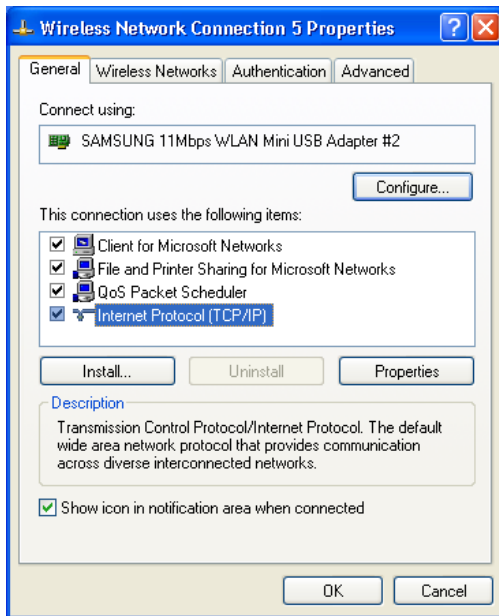 Wireless Network Connection 5 Properties
General Wireless Networks Authentication Advanced
Connect using:
SAMSUNG 11Mbps WLAN Mini USB Adapter #2
Configure...
This connection uses the following items:
Client for Microsoft Networks
File and Printer Sharing for Microsoft Networks
QoS Packet Scheduler
Internet Protocol (TCP/IP)
Install... Uninstall Properties
Description
Transmission Control Protocol/Internet Protocol. The default
wide area network protocol that provides communication
across diverse interconnected networks.
Show icon in notification area when connected
OK Cancel